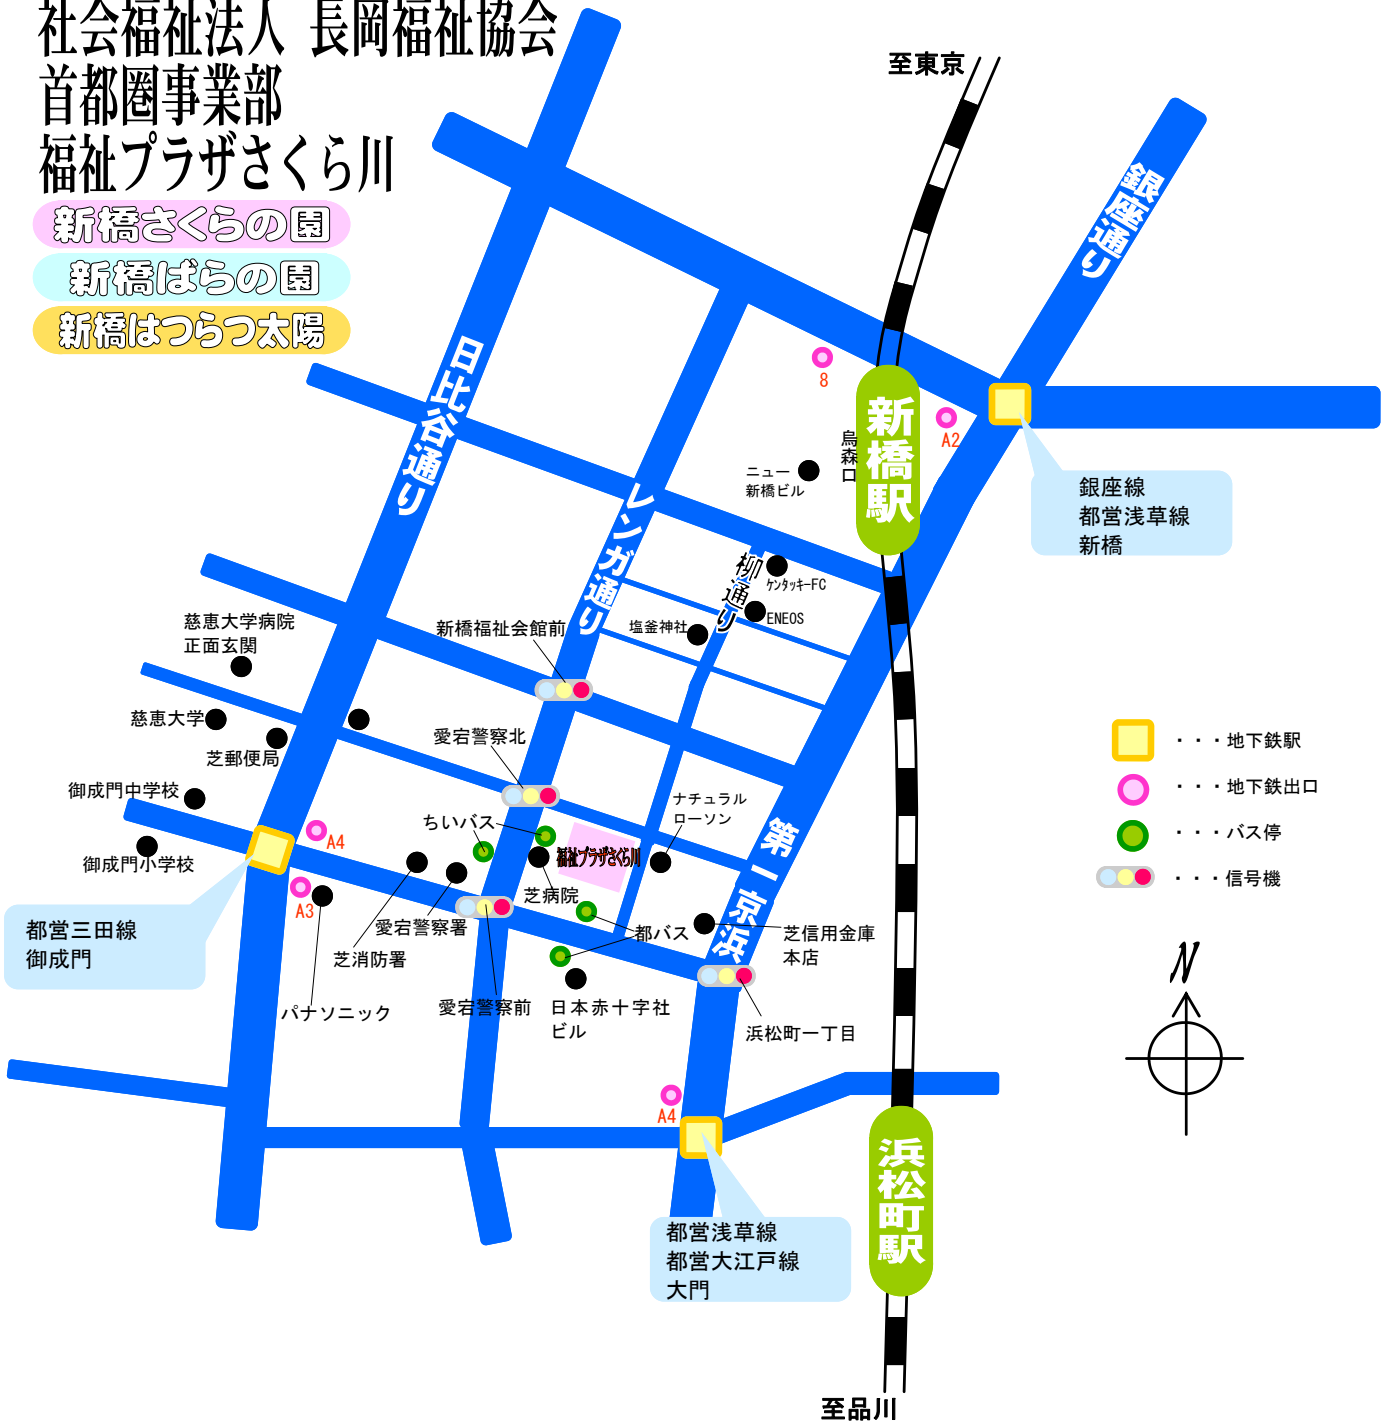 社会福祉法人 長岡福祉協会
首都圏事業部
福祉プラザさくら川
新橋さくらの園
新橋ばらの園
新橋はつらつ太陽
至東京
銀座通り
日比谷通り
8
A2
烏森口
新橋駅
ニュー
新橋ビル
銀座線
都営浅草線
新橋
レンガ通り
柳通り
ケンタッキーFC
ENEOS
塩釜神社
新橋福祉会館前
慈恵大学病院
正面玄関
慈恵大学
芝郵便局
愛宕警察北
御成門中学校
御成門小学校
A4
A3
ちいバス
福祉プラザさくら川
ナチュラル
ローソン
第一京浜
芝病院
愛宕警察署
芝消防署
都バス
芝信用金庫
本店
都営三田線
御成門
パナソニック
愛宕警察前
日本赤十字社
ビル
浜松町一丁目
A4
都営浅草線
都営大江戸線
大門
浜松町駅
至品川
・・・地下鉄駅
・・・地下鉄出口
・・・バス停
・・・信号機
N